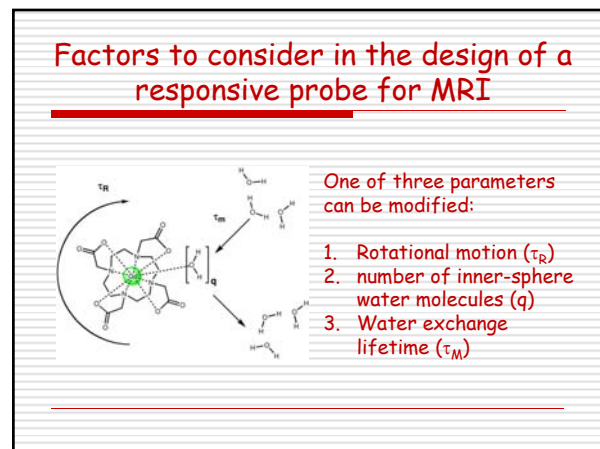 Factors to consider in the design of a
responsive probe for MRI
τR
τm
q
One of three parameters
can be modified:
1. Rotational motion (τR)
2. number of inner-sphere
water molecules (q)
3. Water exchange
lifetime (τM)